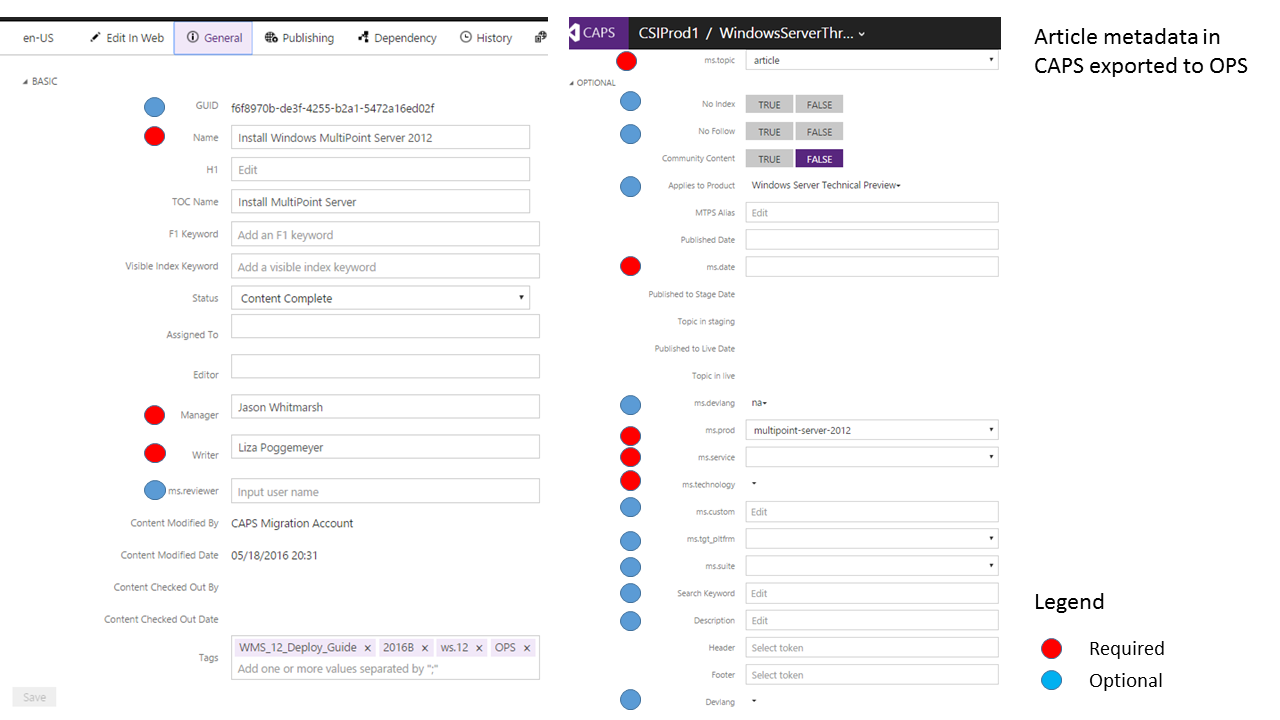 en-US Edit In Web General Publishing Dependency History
BASIC
GUID f6f8970b-de3f-4255-b2a1-5472a16ed02f
Name Install Windows MultiPoint Server 2012
H1 Edit
TOC Name Install MultiPoint Server
F1 Keyword Add an F1 keyword
Visible Index Keyword Add a visible index keyword
Status Content Complete
Assigned To
Editor
Manager Jason Whitmarsh
Writer Liza Poggemeyer
ms.reviewer Input user name
Content Modified By CAPS Migration Account
Content Modified Date 05/18/2016 20:31
Content Checked Out By
Content Checked Out Date
Tags WMS_12_Deploy_Guide × 2016B × ws.12 × OPS ×
Add one or more values separated by ";"
Save
CAPS CSIProd1 / WindowsServerThr...
ms.topic article
OPTIONAL
No Index TRUE FALSE
No Follow TRUE FALSE
Community Content TRUE FALSE
Applies to Product Windows Server Technical Preview
MTPS Alias Edit
Published Date
ms.date
Published to Stage Date
Topic in staging
Published to Live Date
Topic in live
ms.devlang na
ms.prod multipoint-server-2012
ms.service
ms.technology
ms.custom Edit
ms.tgt_pltfrm
ms.suite
Search Keyword Edit
Description Edit
Header Select token
Footer Select token
Devlang
Article metadata in
CAPS exported to OPS
Legend
Required
Optional